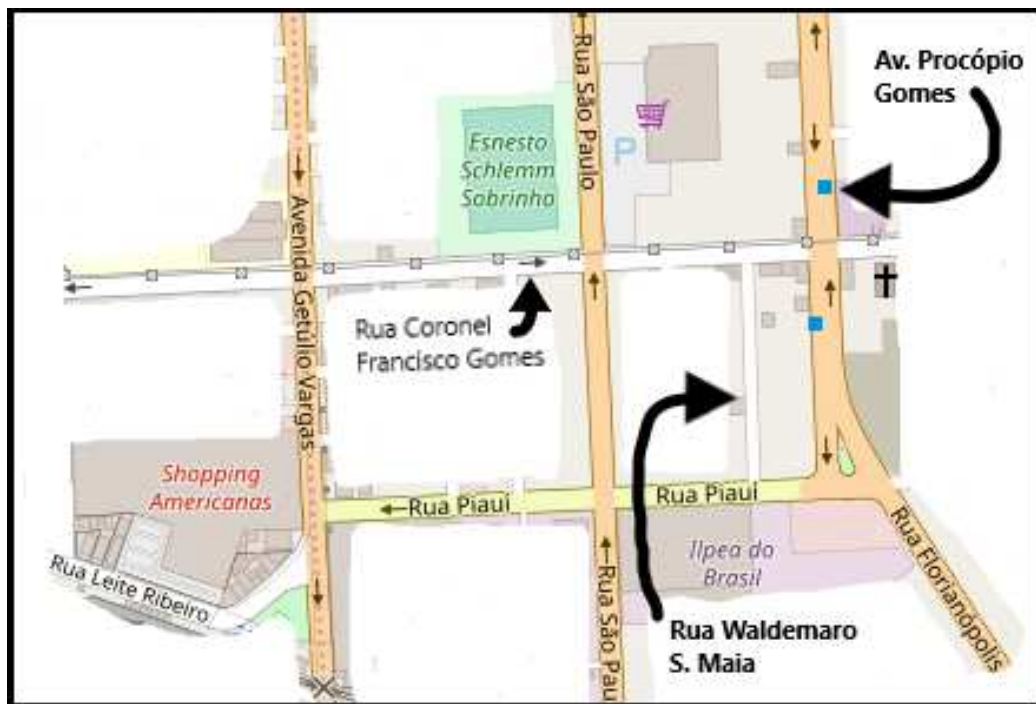 Av. Procópio
Gomes
Rua São Paulo
Esnesto
Schlemm
Sobrinho
P
Avenida Getúlio Vargas
Rua Coronel
Francisco Gomes
Shopping
Americanas
Rua Piauí
Rua Piauí
Rua Leite Ribeiro
Ilpea do
Brasil
Rua Florianópolis
Rua São Pau
Rua Waldemaro
S. Maia